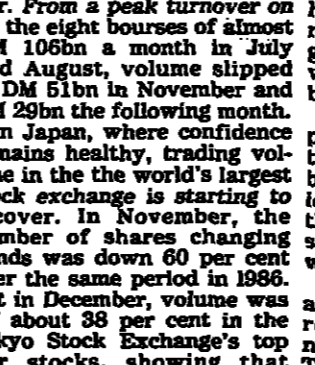 r. From a peak turnover on
the eight bourses of almost
M 106bn a month in July
d August, volume slipped
DM 51bn in November and
M 29bn the following month.
n Japan, where confidence
mains healthy, trading vol-
e in the the world's largest
ck exchange is starting to
cover. In November, the
mber of shares changing
nds was down 60 per cent
er the same period in 1986.
t in December, volume was
about 38 per cent in the
kyo Stock Exchange's top
stocks, showing that